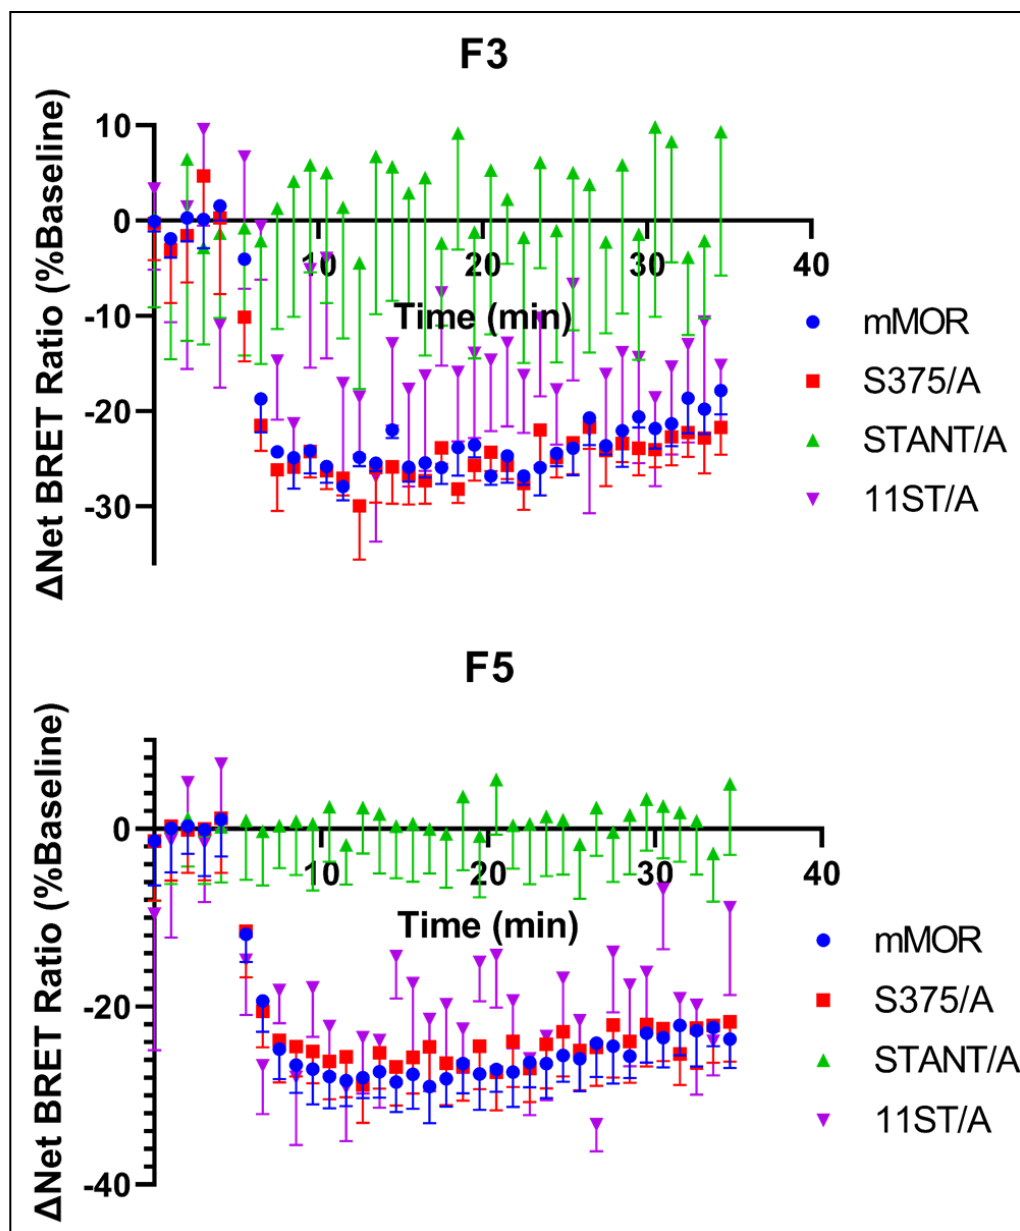 F3
ΔNet BRET Ratio (%Baseline)
10
0
-10
-20
-30
10
20
30
40
Time (min)
mMOR
S375/A
STANT/A
11ST/A
F5
ΔNet BRET Ratio (%Baseline)
0
-20
-40
10
20
30
40
Time (min)
mMOR
S375/A
STANT/A
11ST/A